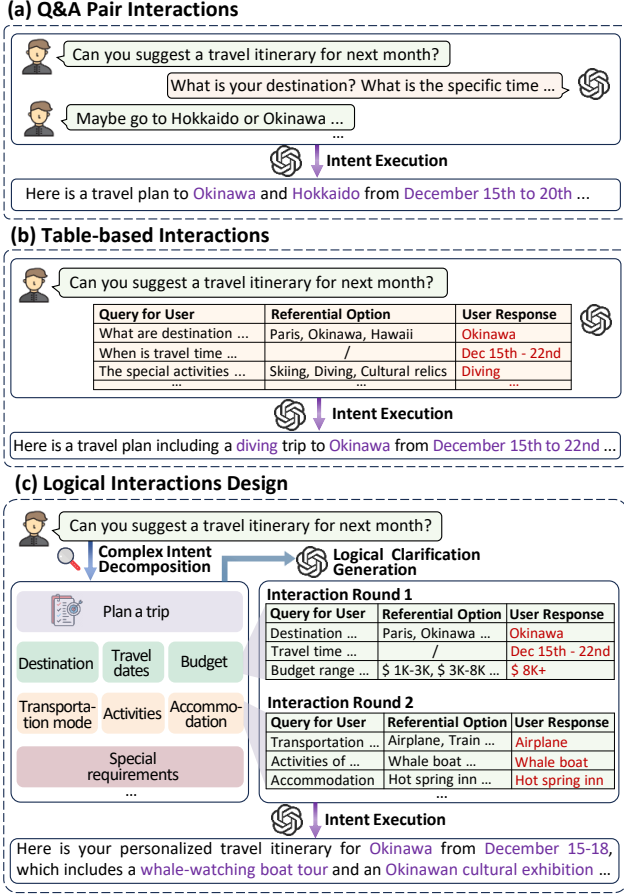 (a) Q&A Pair Interactions
Can you suggest a travel itinerary for next month?
What is your destination? What is the specific time ...
Maybe go to Hokkaido or Okinawa ...
...
Intent Execution
Here is a travel plan to Okinawa and Hokkaido from December 15th to 20th ...
(b) Table-based Interactions
Can you suggest a travel itinerary for next month?
Query for User Referential Option User Response
What are destination ... Paris, Okinawa, Hawaii Okinawa
When is travel time ... / Dec 15th - 22nd
The special activities ... Skiing, Diving, Cultural relics Diving
... ... ...
Intent Execution
Here is a travel plan including a diving trip to Okinawa from December 15th to 22nd ...
(c) Logical Interactions Design
Can you suggest a travel itinerary for next month?
Complex Intent
Decomposition
Logical Clarification
Generation
Plan a trip
Destination
Travel
dates
Budget
Transporta-
tion mode
Activities
Accommo-
dation
Special
requirements
...
Interaction Round 1
Query for User Referential Option User Response
Destination ... Paris, Okinawa ... Okinawa
Travel time ... / Dec 15th - 22nd
Budget range ... $ 1K-3K, $ 3K-8K ... $ 8K+
Interaction Round 2
Query for User Referential Option User Response
Transportation ... Airplane, Train ... Airplane
Activities of ... Whale boat ... Whale boat
Accommodation Hot spring inn ... Hot spring inn
...
Intent Execution
Here is your personalized travel itinerary for Okinawa from December 15-18,
which includes a whale-watching boat tour and an Okinawan cultural exhibition ...